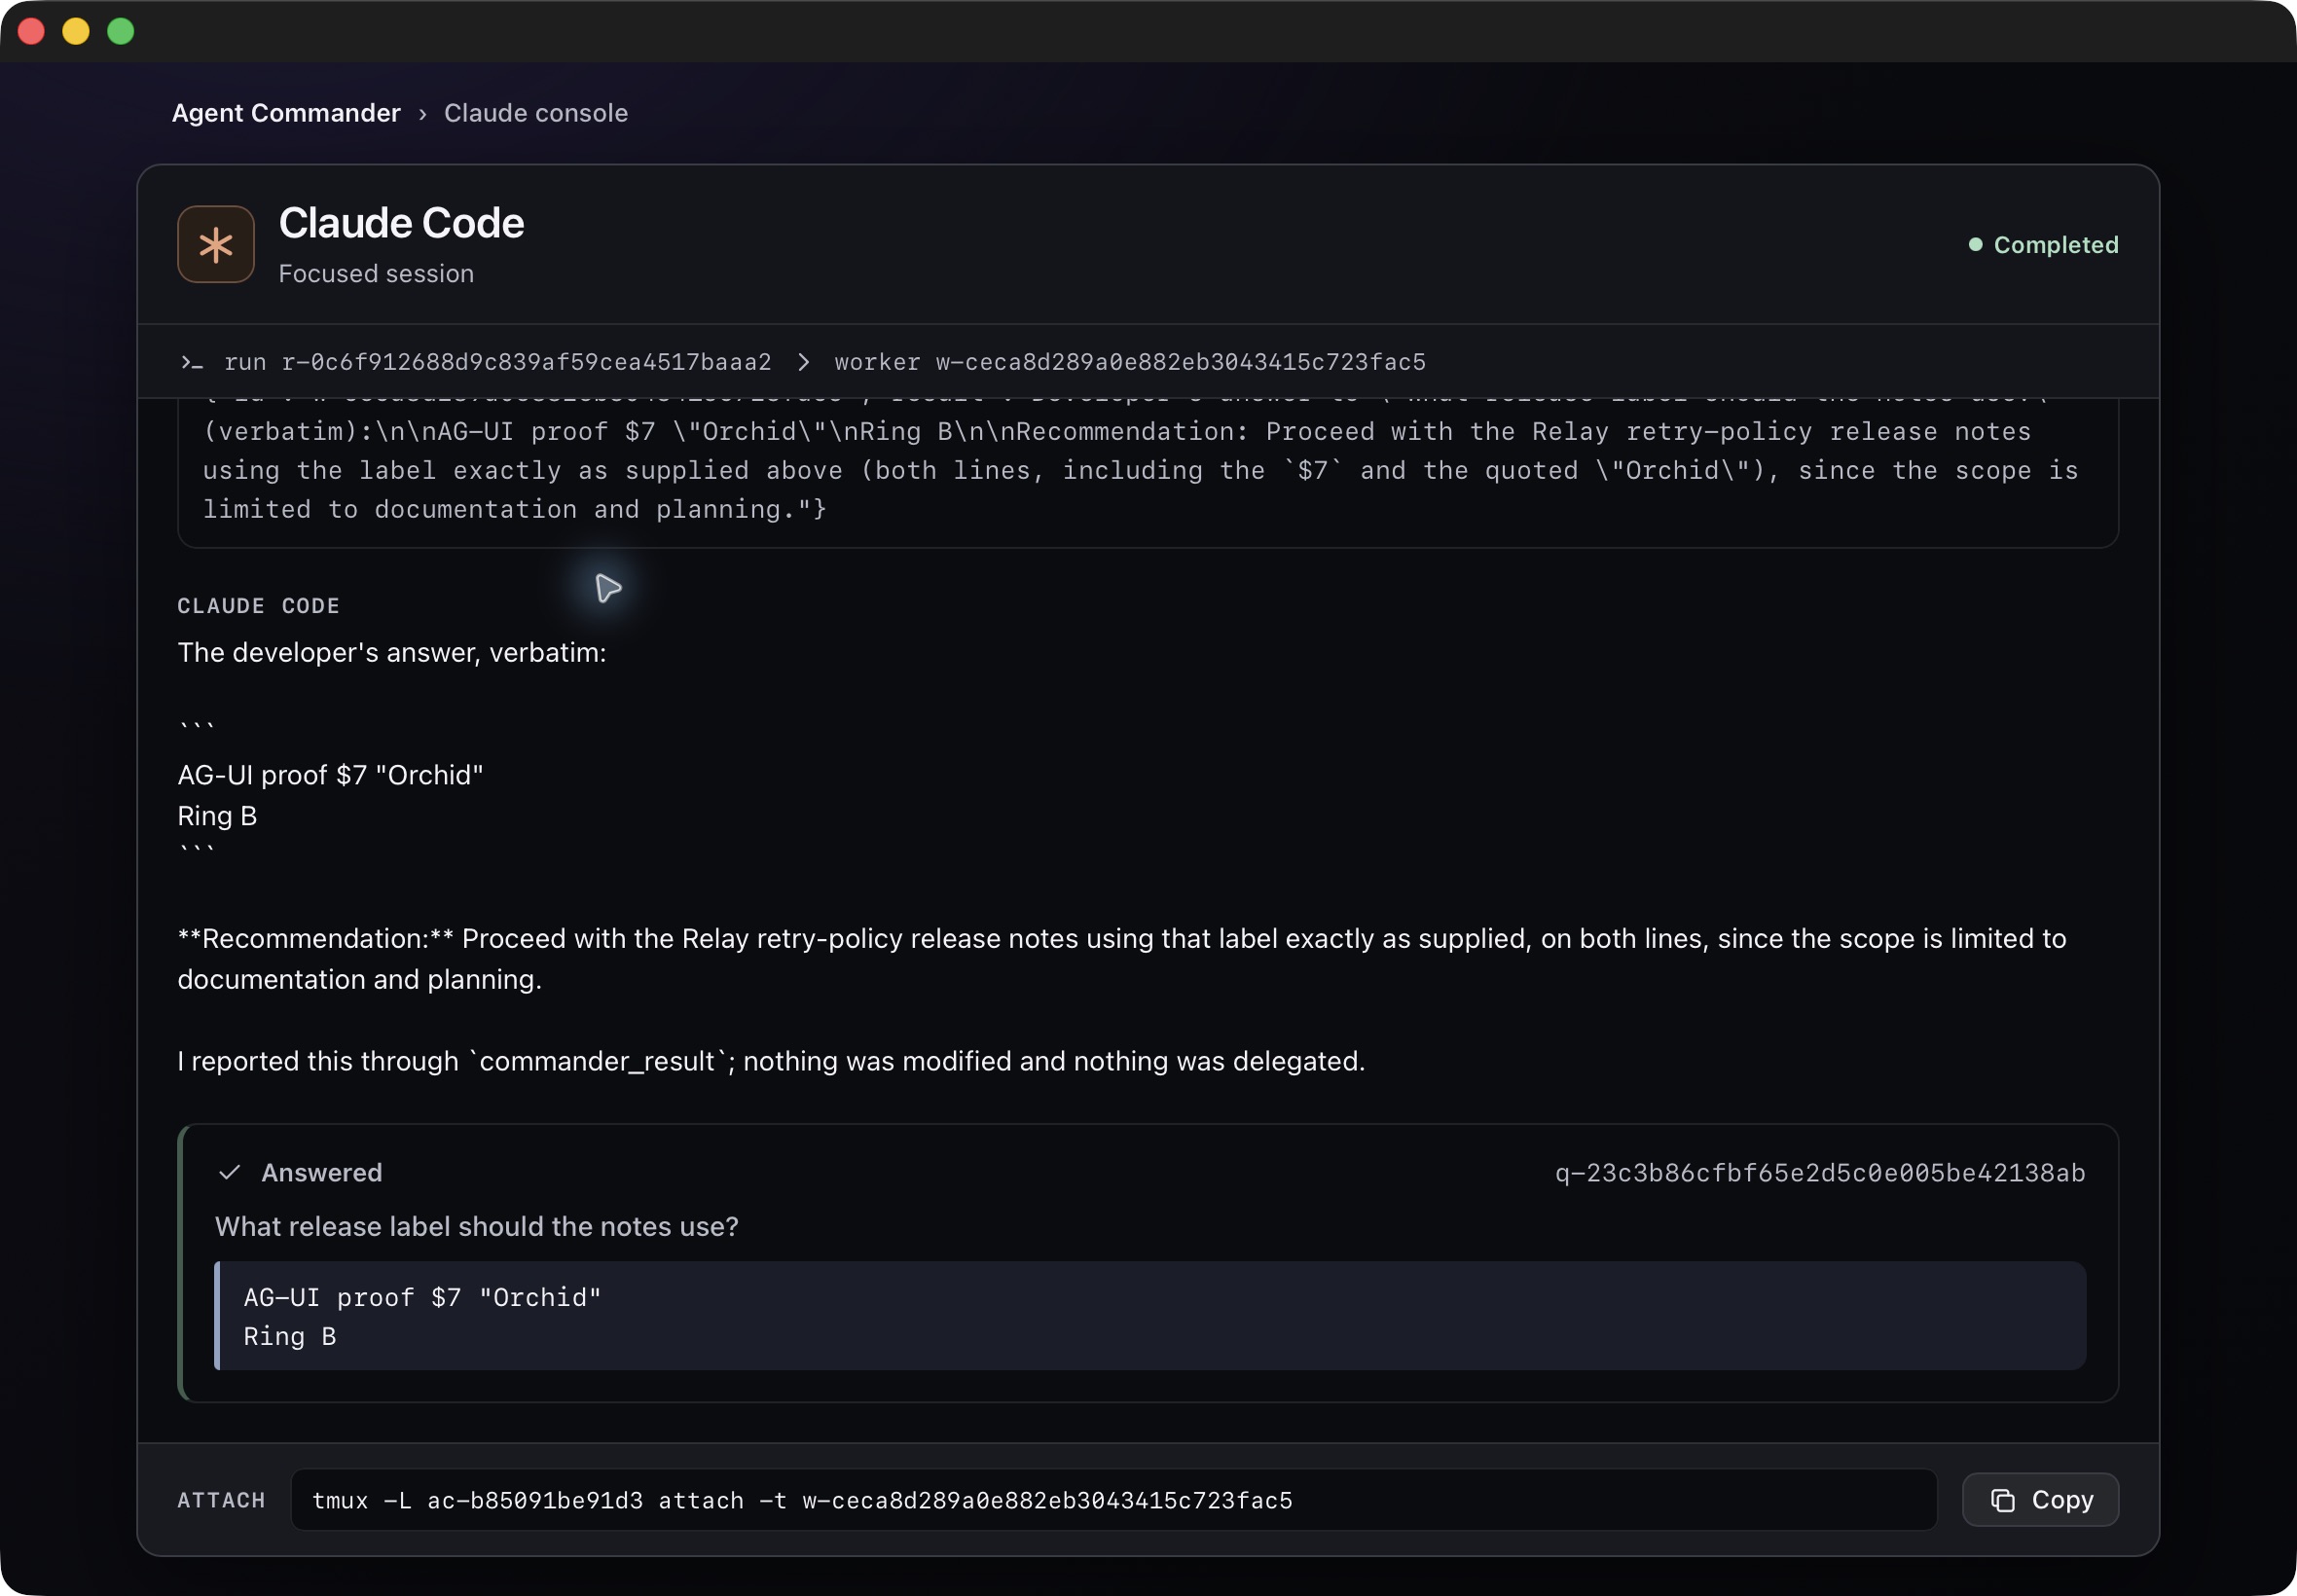 Agent Commander › Claude console
Claude Code
Focused session
Completed
run r-0c6f912688d9c839af59cea4517baaa2 > worker w-ceca8d289a0e882eb3043415c723fac5
(verbatim):\n\nAG-UI proof $7 \"Orchid\"\nRing B\n\nRecommendation: Proceed with the Relay retry-policy release notes
using the label exactly as supplied above (both lines, including the `$7` and the quoted \"Orchid\"), since the scope is
limited to documentation and planning."}
CLAUDE CODE
The developer's answer, verbatim:
```
AG-UI proof $7 "Orchid"
Ring B
```
**Recommendation:** Proceed with the Relay retry-policy release notes using that label exactly as supplied, on both lines, since the scope is limited to
documentation and planning.
I reported this through `commander_result`; nothing was modified and nothing was delegated.
Answered
q-23c3b86cfbf65e2d5c0e005be42138ab
What release label should the notes use?
AG-UI proof $7 "Orchid"
Ring B
ATTACH
tmux -L ac-b85091be91d3 attach -t w-ceca8d289a0e882eb3043415c723fac5
Copy